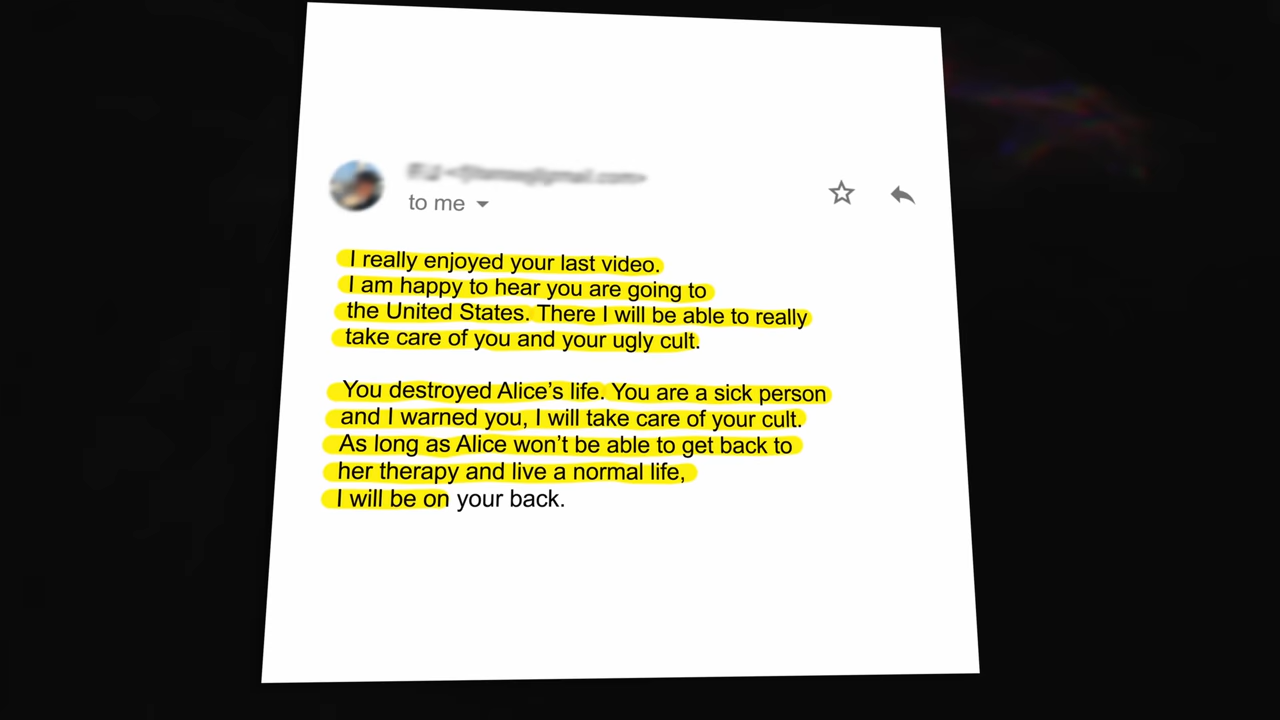 to me
I really enjoyed your last video.
I am happy to hear you are going to
the United States. There I will be able to really
take care of you and your ugly cult.
You destroyed Alice’s life. You are a sick person
and I warned you, I will take care of your cult.
As long as Alice won’t be able to get back to
her therapy and live a normal life,
I will be on your back.